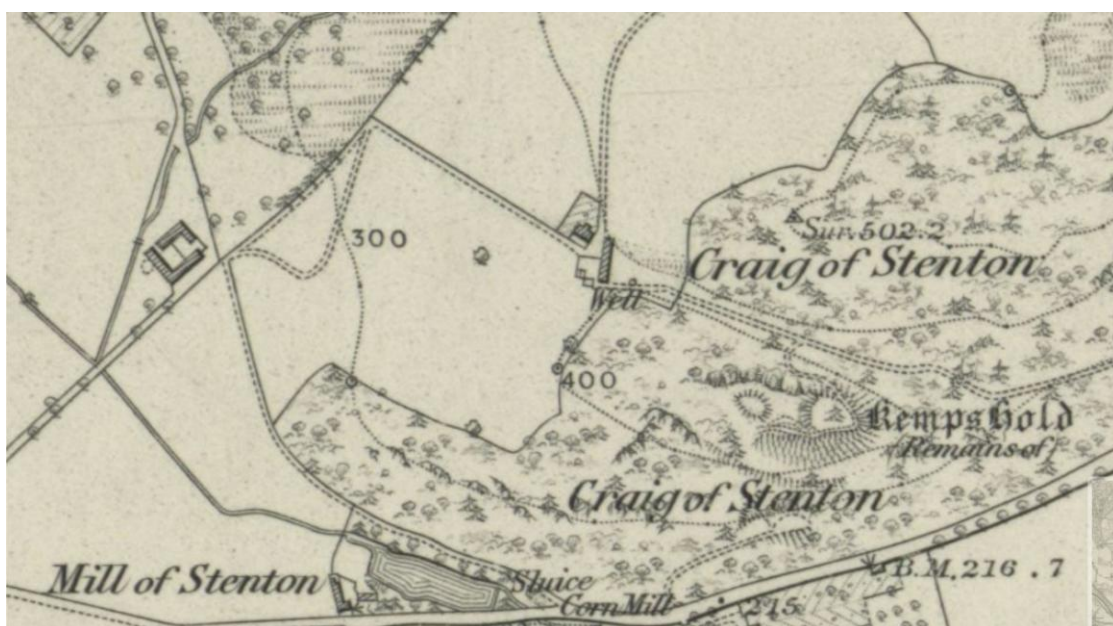 300
Sur. 502.2
Craig of Stenton
Well
400
Kemps Hold
Remains of
Craig of Stenton
Mill of Stenton
Sluice
B.M. 216.7
Corn Mill
215